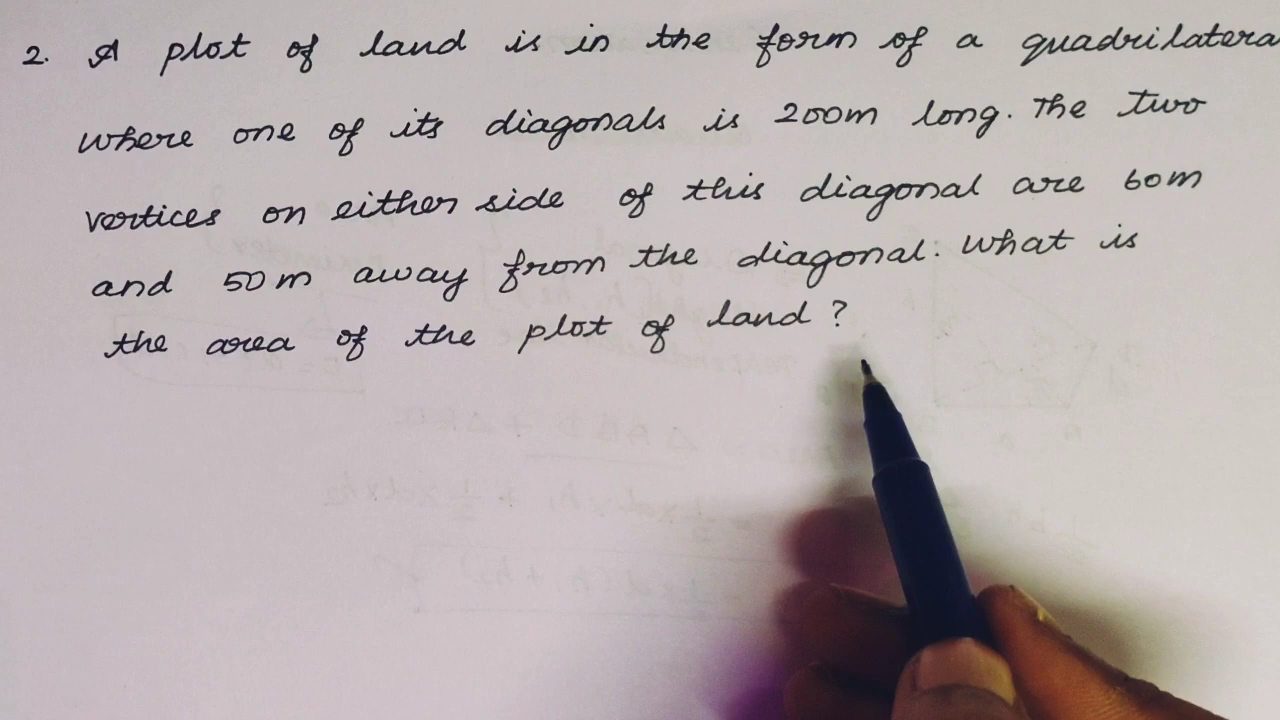 2. A plot of land is in the form of a quadrilatera
where one of its diagonals is 200m long. The two
vertices on either side of this diagonal are 60m
and 50m away from the diagonal. What is
the area of the plot of land?